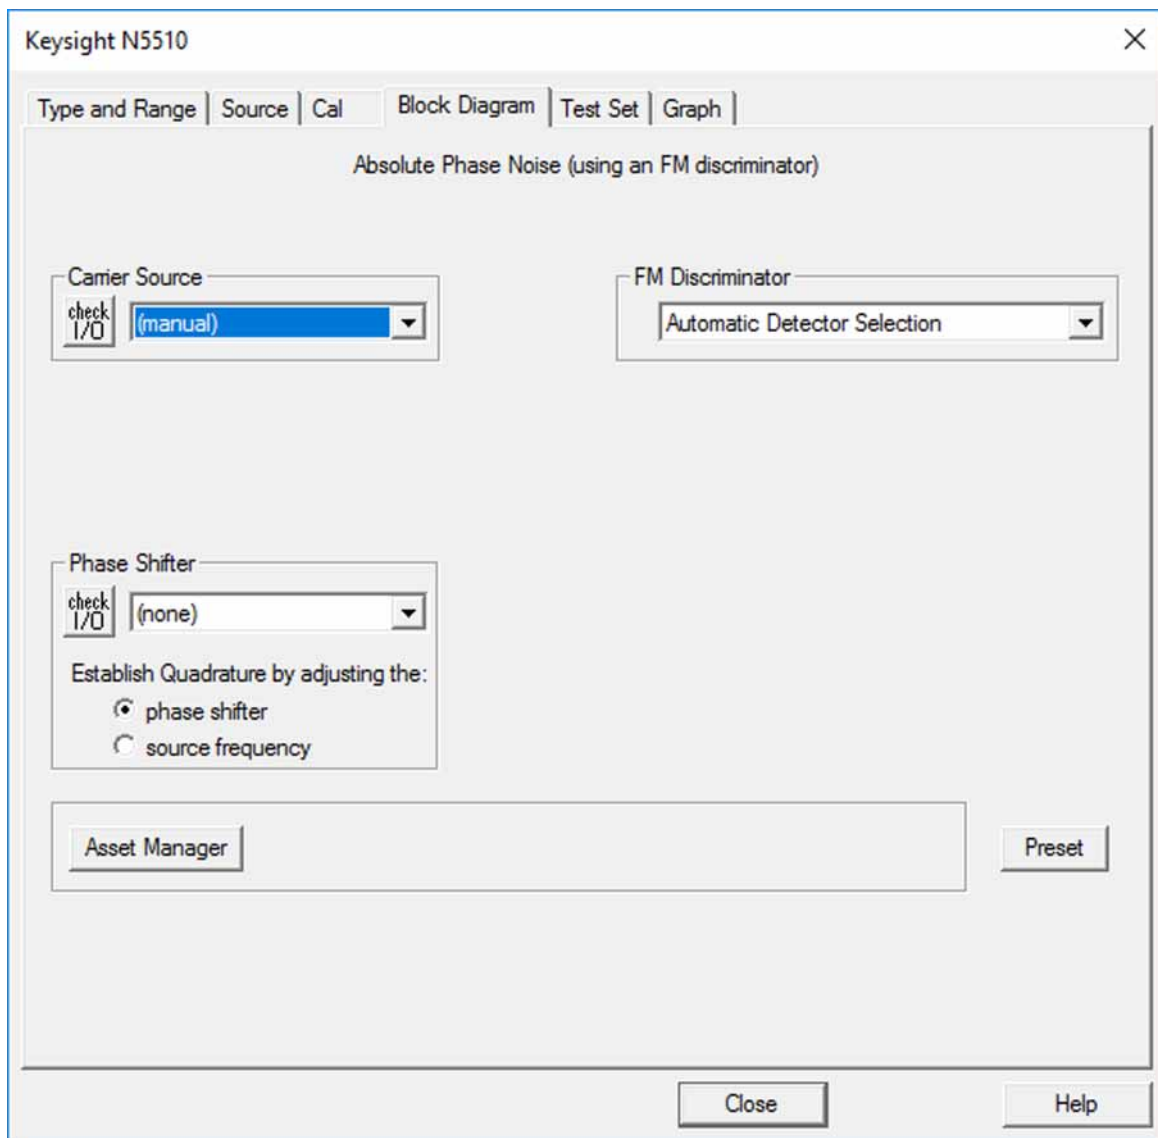 Keysight N5510
Type and Range Source Cal Block Diagram Test Set Graph
Absolute Phase Noise (using an FM discriminator)
Carrier Source
check I/O
(manual)
FM Discriminator
Automatic Detector Selection
Phase Shifter
check I/O
(none)
Establish Quadrature by adjusting the:
phase shifter
source frequency
Asset Manager
Preset
Close
Help